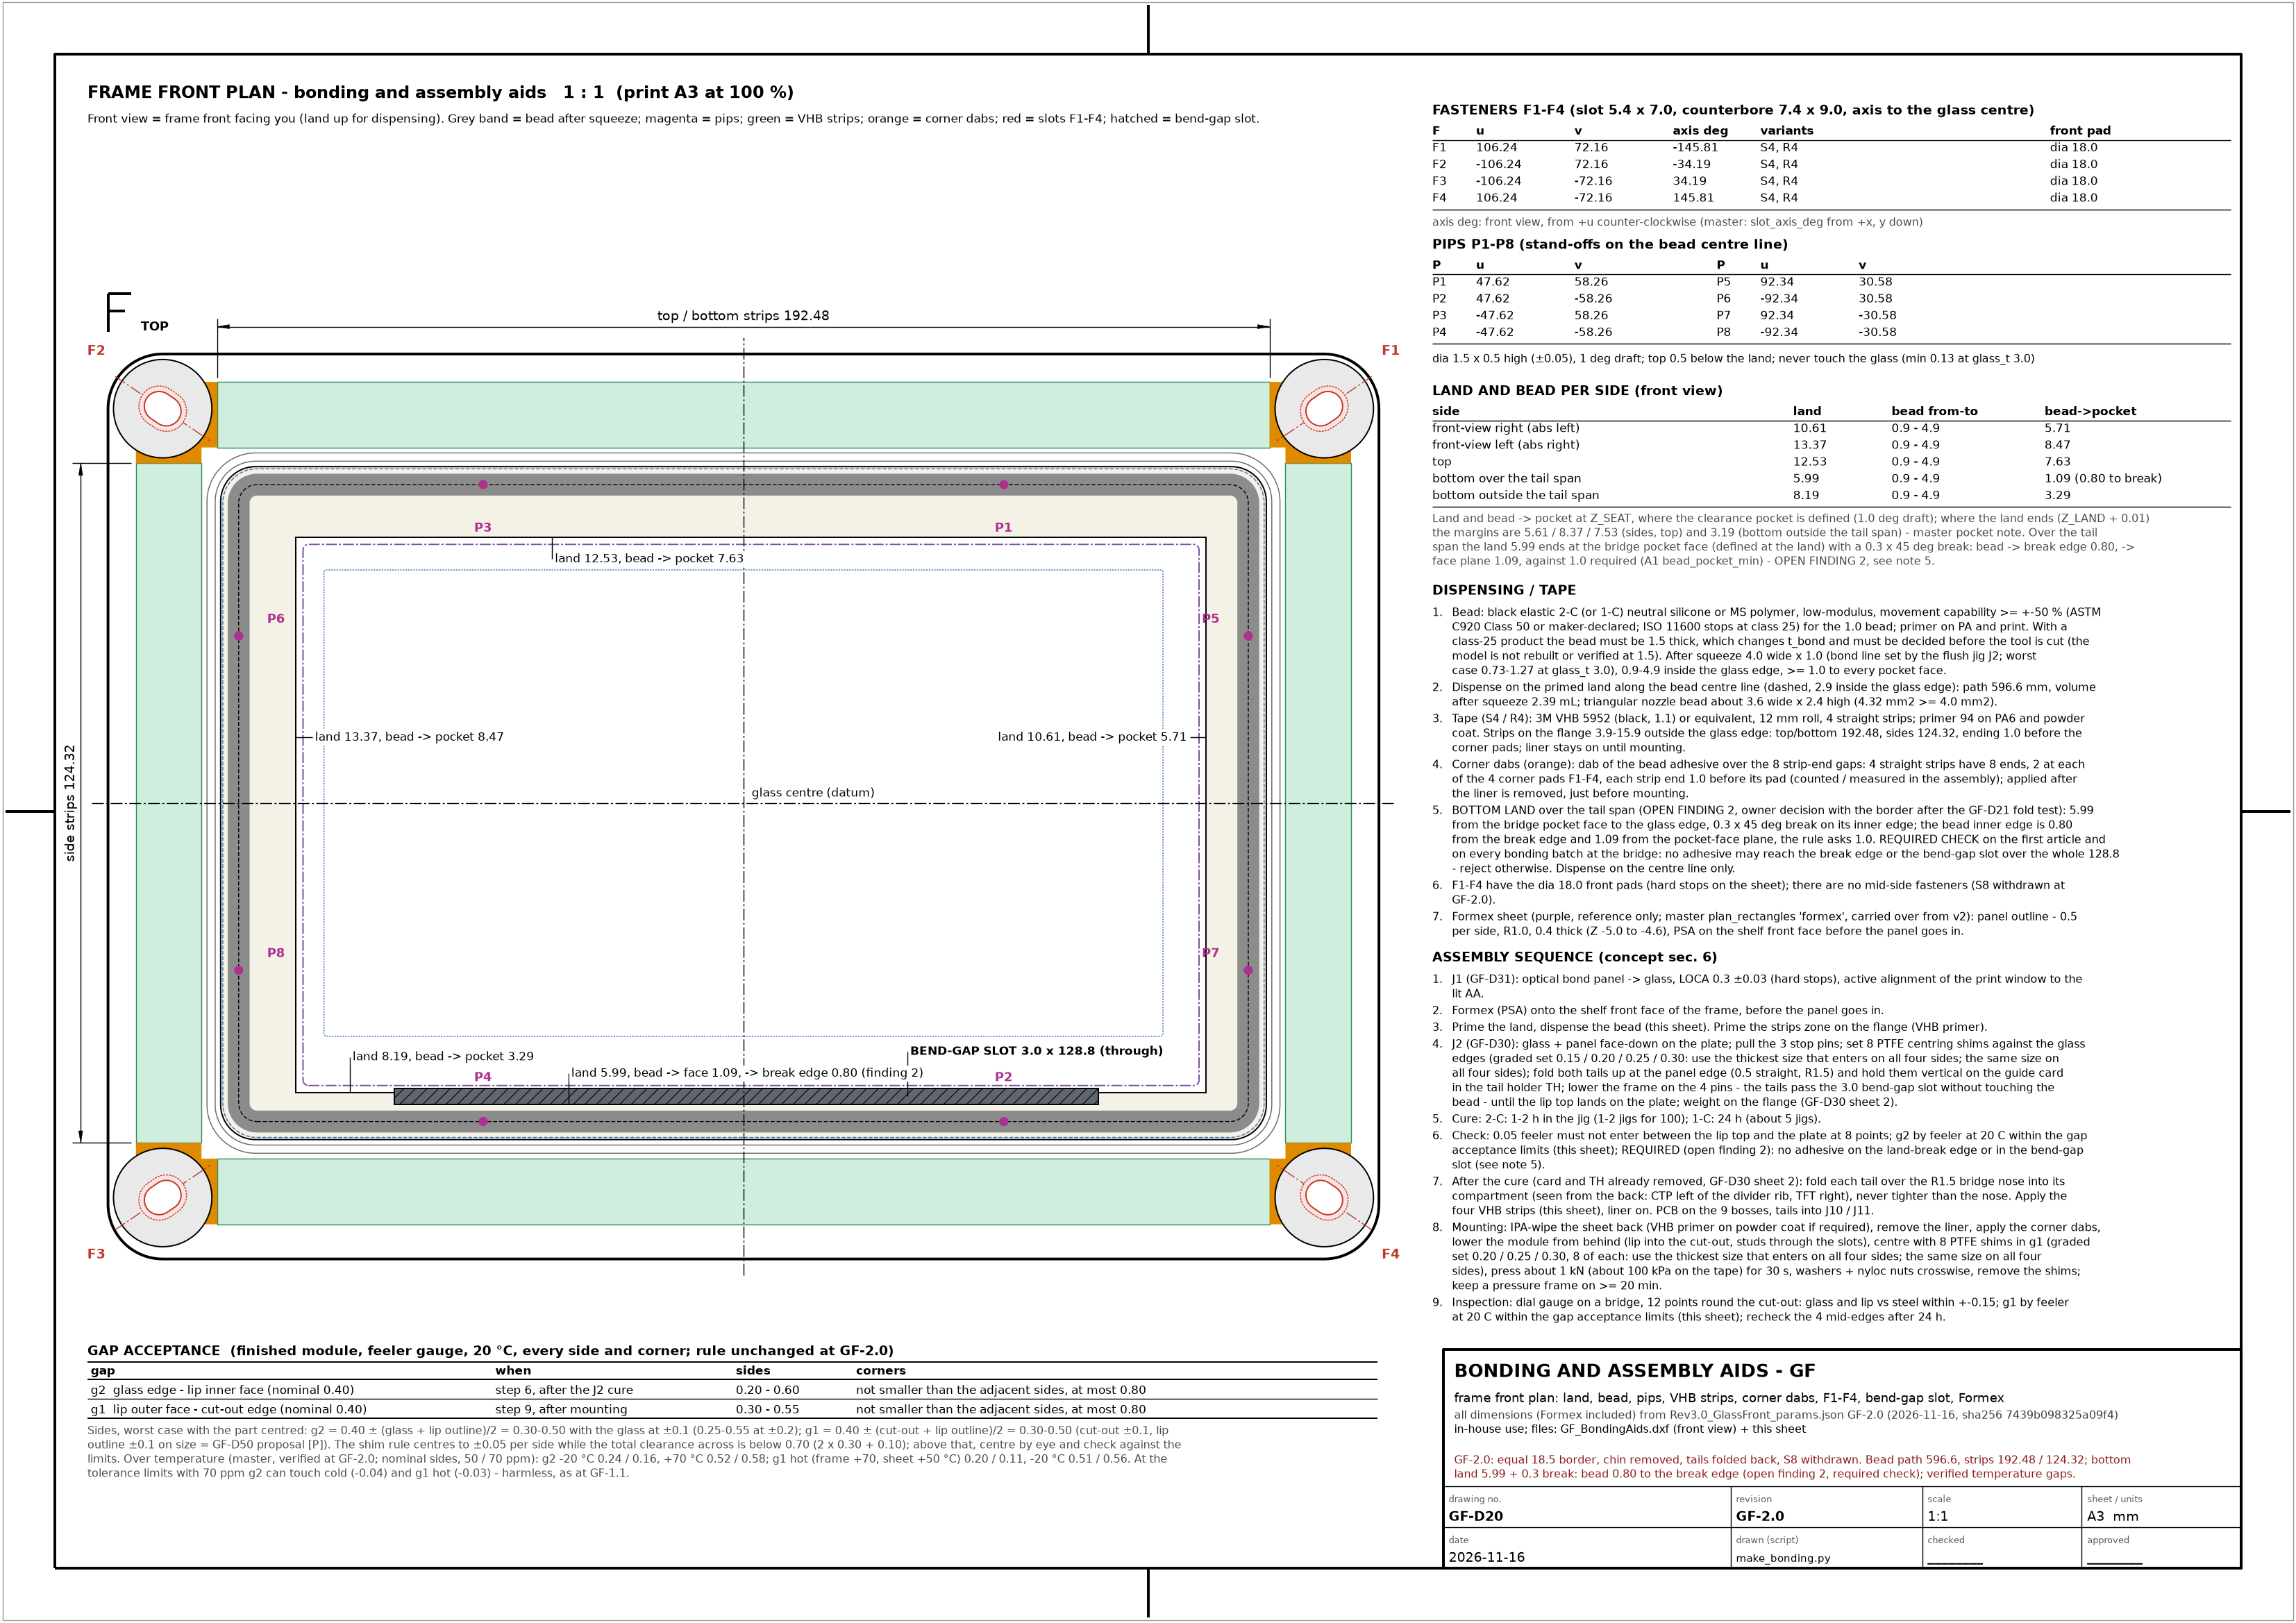 FRAME FRONT PLAN - bonding and assembly aids 1 : 1 (print A3 at 100 %)
Front view = frame front facing you (land up for dispensing). Grey band = bead after squeeze; magenta = pips; green = VHB strips; orange = corner dabs; red = slots F1-F4; hatched = bend-gap slot.
F
TOP
top / bottom strips 192.48
F2
F1
P3
P1
land 12.53, bead -> pocket 7.63
P6
P5
land 13.37, bead -> pocket 8.47
land 10.61, bead -> pocket 5.71
side strips 124.32
glass centre (datum)
P8
P7
land 8.19, bead -> pocket 3.29
BEND-GAP SLOT 3.0 x 128.8 (through)
land 5.99, bead -> face 1.09, -> break edge 0.80 (finding 2)
P4
P2
F3
F4
GAP ACCEPTANCE (finished module, feeler gauge, 20 °C, every side and corner; rule unchanged at GF-2.0)
gap when sides corners
g2 glass edge - lip inner face (nominal 0.40) step 6, after the J2 cure 0.20 - 0.60 not smaller than the adjacent sides, at most 0.80
g1 lip outer face - cut-out edge (nominal 0.40) step 9, after mounting 0.30 - 0.55 not smaller than the adjacent sides, at most 0.80
Sides, worst case with the part centred: g2 = 0.40 ± (glass + lip outline)/2 = 0.30-0.50 with the glass at ±0.1 (0.25-0.55 at ±0.2); g1 = 0.40 ± (cut-out + lip outline)/2 = 0.30-0.50 (cut-out ±0.1, lip
outline ±0.1 on size = GF-D50 proposal [P]). The shim rule centres to ±0.05 per side while the total clearance across is below 0.70 (2 x 0.30 + 0.10); above that, centre by eye and check against the
limits. Over temperature (master, verified at GF-2.0; nominal sides, 50 / 70 ppm): g2 -20 °C 0.24 / 0.16, +70 °C 0.52 / 0.58; g1 hot (frame +70, sheet +50 °C) 0.20 / 0.11, -20 °C 0.51 / 0.56. At the
tolerance limits with 70 ppm g2 can touch cold (-0.04) and g1 hot (-0.03) - harmless, as at GF-1.1.
FASTENERS F1-F4 (slot 5.4 x 7.0, counterbore 7.4 x 9.0, axis to the glass centre)
F u v axis deg variants front pad
F1 106.24 72.16 -145.81 S4, R4 dia 18.0
F2 -106.24 72.16 -34.19 S4, R4 dia 18.0
F3 -106.24 -72.16 34.19 S4, R4 dia 18.0
F4 106.24 -72.16 145.81 S4, R4 dia 18.0
axis deg: front view, from +u counter-clockwise (master: slot_axis_deg from +x, y down)
PIPS P1-P8 (stand-offs on the bead centre line)
P u v P u v
P1 47.62 58.26 P5 92.34 30.58
P2 47.62 -58.26 P6 -92.34 30.58
P3 -47.62 58.26 P7 92.34 -30.58
P4 -47.62 -58.26 P8 -92.34 -30.58
dia 1.5 x 0.5 high (±0.05), 1 deg draft; top 0.5 below the land; never touch the glass (min 0.13 at glass_t 3.0)
LAND AND BEAD PER SIDE (front view)
side land bead from-to bead->pocket
front-view right (abs left) 10.61 0.9 - 4.9 5.71
front-view left (abs right) 13.37 0.9 - 4.9 8.47
top 12.53 0.9 - 4.9 7.63
bottom over the tail span 5.99 0.9 - 4.9 1.09 (0.80 to break)
bottom outside the tail span 8.19 0.9 - 4.9 3.29
Land and bead -> pocket at Z_SEAT, where the clearance pocket is defined (1.0 deg draft); where the land ends (Z_LAND + 0.01)
the margins are 5.61 / 8.37 / 7.53 (sides, top) and 3.19 (bottom outside the tail span) - master pocket note. Over the tail
span the land 5.99 ends at the bridge pocket face (defined at the land) with a 0.3 x 45 deg break: bead -> break edge 0.80, ->
face plane 1.09, against 1.0 required (A1 bead_pocket_min) - OPEN FINDING 2, see note 5.
DISPENSING / TAPE
1. Bead: black elastic 2-C (or 1-C) neutral silicone or MS polymer, low-modulus, movement capability >= +-50 % (ASTM
C920 Class 50 or maker-declared; ISO 11600 stops at class 25) for the 1.0 bead; primer on PA and print. With a
class-25 product the bead must be 1.5 thick, which changes t_bond and must be decided before the tool is cut (the
model is not rebuilt or verified at 1.5). After squeeze 4.0 wide x 1.0 (bond line set by the flush jig J2; worst
case 0.73-1.27 at glass_t 3.0), 0.9-4.9 inside the glass edge, >= 1.0 to every pocket face.
2. Dispense on the primed land along the bead centre line (dashed, 2.9 inside the glass edge): path 596.6 mm, volume
after squeeze 2.39 mL; triangular nozzle bead about 3.6 wide x 2.4 high (4.32 mm2 >= 4.0 mm2).
3. Tape (S4 / R4): 3M VHB 5952 (black, 1.1) or equivalent, 12 mm roll, 4 straight strips; primer 94 on PA6 and powder
coat. Strips on the flange 3.9-15.9 outside the glass edge: top/bottom 192.48, sides 124.32, ending 1.0 before the
corner pads; liner stays on until mounting.
4. Corner dabs (orange): dab of the bead adhesive over the 8 strip-end gaps: 4 straight strips have 8 ends, 2 at each
of the 4 corner pads F1-F4, each strip end 1.0 before its pad (counted / measured in the assembly); applied after
the liner is removed, just before mounting.
5. BOTTOM LAND over the tail span (OPEN FINDING 2, owner decision with the border after the GF-D21 fold test): 5.99
from the bridge pocket face to the glass edge, 0.3 x 45 deg break on its inner edge; the bead inner edge is 0.80
from the break edge and 1.09 from the pocket-face plane, the rule asks 1.0. REQUIRED CHECK on the first article and
on every bonding batch at the bridge: no adhesive may reach the break edge or the bend-gap slot over the whole 128.8
- reject otherwise. Dispense on the centre line only.
6. F1-F4 have the dia 18.0 front pads (hard stops on the sheet); there are no mid-side fasteners (S8 withdrawn at
GF-2.0).
7. Formex sheet (purple, reference only; master plan_rectangles 'formex', carried over from v2): panel outline - 0.5
per side, R1.0, 0.4 thick (Z -5.0 to -4.6), PSA on the shelf front face before the panel goes in.
ASSEMBLY SEQUENCE (concept sec. 6)
1. J1 (GF-D31): optical bond panel -> glass, LOCA 0.3 ±0.03 (hard stops), active alignment of the print window to the
lit AA.
2. Formex (PSA) onto the shelf front face of the frame, before the panel goes in.
3. Prime the land, dispense the bead (this sheet). Prime the strips zone on the flange (VHB primer).
4. J2 (GF-D30): glass + panel face-down on the plate; pull the 3 stop pins; set 8 PTFE centring shims against the glass
edges (graded set 0.15 / 0.20 / 0.25 / 0.30: use the thickest size that enters on all four sides; the same size on
all four sides); fold both tails up at the panel edge (0.5 straight, R1.5) and hold them vertical on the guide card
in the tail holder TH; lower the frame on the 4 pins - the tails pass the 3.0 bend-gap slot without touching the
bead - until the lip top lands on the plate; weight on the flange (GF-D30 sheet 2).
5. Cure: 2-C: 1-2 h in the jig (1-2 jigs for 100); 1-C: 24 h (about 5 jigs).
6. Check: 0.05 feeler must not enter between the lip top and the plate at 8 points; g2 by feeler at 20 C within the gap
acceptance limits (this sheet); REQUIRED (open finding 2): no adhesive on the land-break edge or in the bend-gap
slot (see note 5).
7. After the cure (card and TH already removed, GF-D30 sheet 2): fold each tail over the R1.5 bridge nose into its
compartment (seen from the back: CTP left of the divider rib, TFT right), never tighter than the nose. Apply the
four VHB strips (this sheet), liner on. PCB on the 9 bosses, tails into J10 / J11.
8. Mounting: IPA-wipe the sheet back (VHB primer on powder coat if required), remove the liner, apply the corner dabs,
lower the module from behind (lip into the cut-out, studs through the slots), centre with 8 PTFE shims in g1 (graded
set 0.20 / 0.25 / 0.30, 8 of each: use the thickest size that enters on all four sides; the same size on all four
sides), press about 1 kN (about 100 kPa on the tape) for 30 s, washers + nyloc nuts crosswise, remove the shims;
keep a pressure frame on >= 20 min.
9. Inspection: dial gauge on a bridge, 12 points round the cut-out: glass and lip vs steel within +-0.15; g1 by feeler
at 20 C within the gap acceptance limits (this sheet); recheck the 4 mid-edges after 24 h.
BONDING AND ASSEMBLY AIDS - GF
frame front plan: land, bead, pips, VHB strips, corner dabs, F1-F4, bend-gap slot, Formex
all dimensions (Formex included) from Rev3.0_GlassFront_params.json GF-2.0 (2026-11-16, sha256 7439b098325a09f4)
in-house use; files: GF_BondingAids.dxf (front view) + this sheet
GF-2.0: equal 18.5 border, chin removed, tails folded back, S8 withdrawn. Bead path 596.6, strips 192.48 / 124.32; bottom
land 5.99 + 0.3 break: bead 0.80 to the break edge (open finding 2, required check); verified temperature gaps.
drawing no. revision scale sheet / units
GF-D20 GF-2.0 1:1 A3 mm
date drawn (script) checked approved
2026-11-16 make_bonding.py